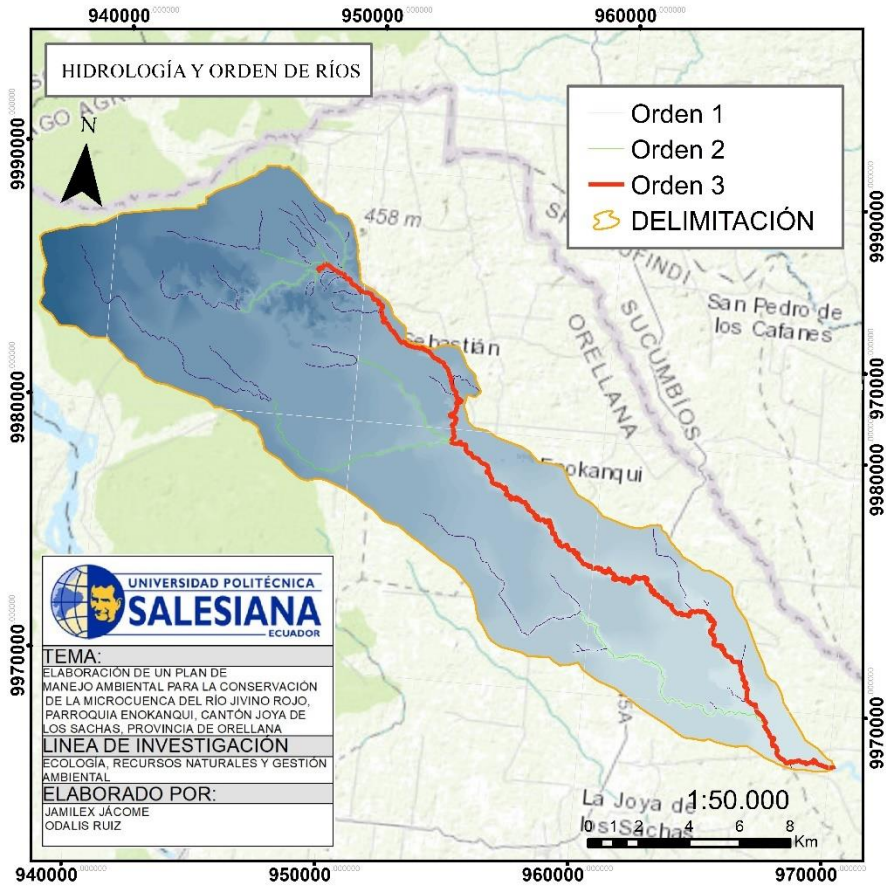 940000
950000
960000
HIDROLOGÍA Y ORDEN DE RÍOS
N
458 m
Orden 1
Orden 2
Orden 3
DELIMITACIÓN
SUCUMBÍOS
ORELLANA
San Pedro de
los Cafanes
Sebastián
9990000
9980000
9970000
9990000
9970000
9980000
9970000
UNIVERSIDAD POLITÉCNICA
SALESIANA
ECUADOR
TEMA:
ELABORACIÓN DE UN PLAN DE
MANEJO AMBIENTAL PARA LA CONSERVACIÓN
DE LA MICROCUENCA DEL RÍO JIVINO ROJO,
PARROQUIA ENOKANQUI, CANTÓN JOYA DE
LOS SACHAS, PROVINCIA DE ORELLANA
LINEA DE INVESTIGACIÓN
ECOLOGÍA, RECURSOS NATURALES Y GESTIÓN
AMBIENTAL
ELABORADO POR:
JAMILEX JÁCOME
ODALIS RUIZ
45A
La Joya de
los Sachas
1:50.000
0 1 2 4 6 8
Km
940000
950000
960000
970000